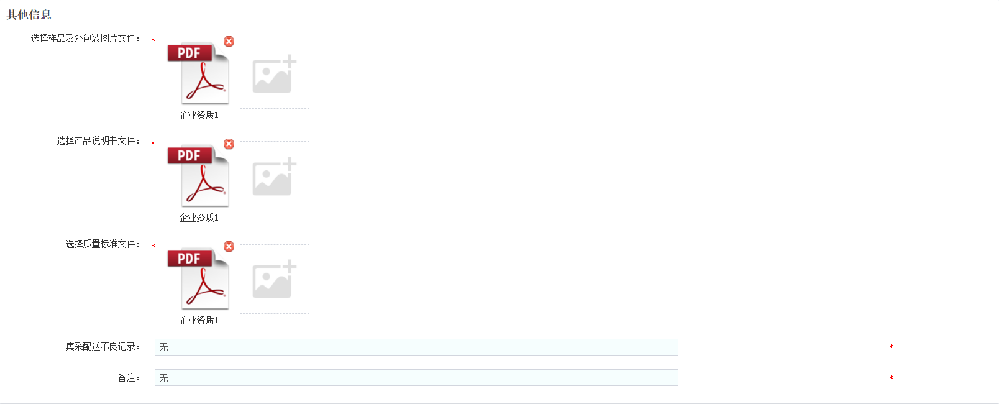 其他信息
选择样品及外包装图片文件： *
PDF
企业资质1
选择产品说明书文件： *
PDF
企业资质1
选择质量标准文件： *
PDF
企业资质1
集采配送不良记录： 无 *
备注： 无 *